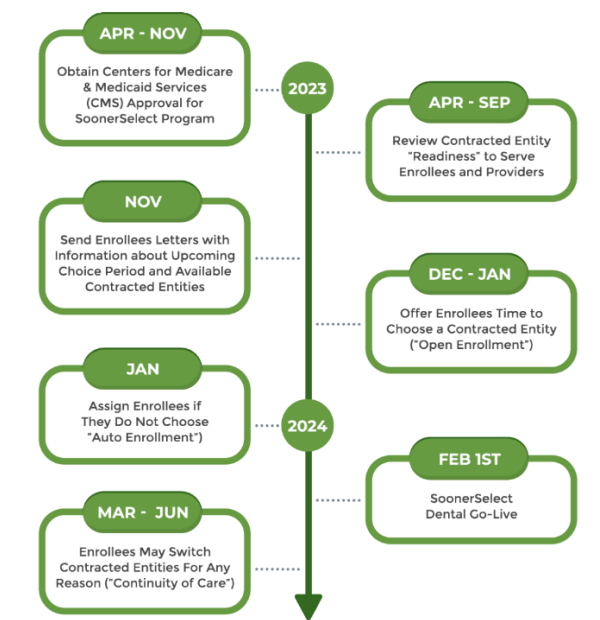 APR - NOV
Obtain Centers for Medicare
& Medicaid Services
(CMS) Approval for
SoonerSelect Program
2023
APR - SEP
Review Contracted Entity
"Readiness" to Serve
Enrollees and Providers
NOV
Send Enrollees Letters with
Information about Upcoming
Choice Period and Available
Contracted Entities
DEC - JAN
Offer Enrollees Time to
Choose a Contracted Entity
("Open Enrollment")
JAN
Assign Enrollees if
They Do Not Choose
"Auto Enrollment")
2024
FEB 1ST
SoonerSelect
Dental Go-Live
MAR - JUN
Enrollees May Switch
Contracted Entities For Any
Reason ("Continuity of Care")